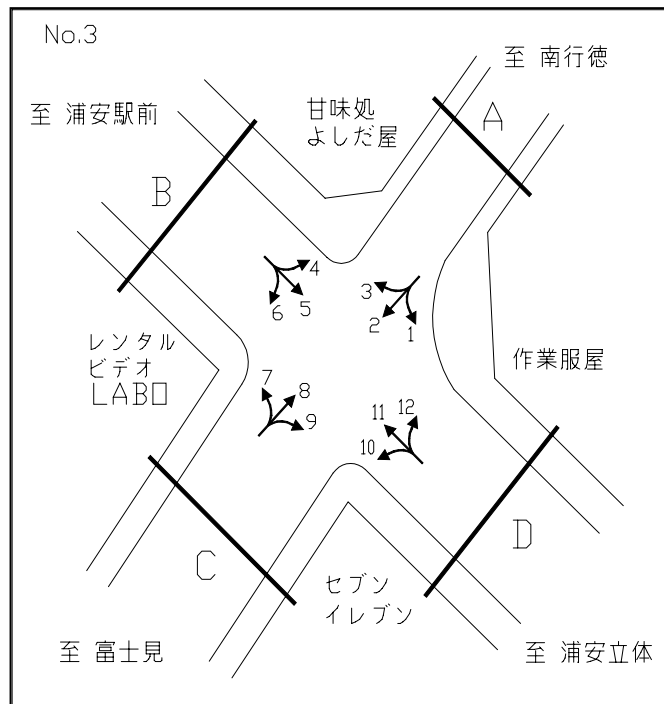 No.3
至 南行徳
至 浦安駅前
甘味処
よしだ屋
A
B
4
5
6
3
2
1
レンタル
ビデオ
LABO
作業服屋
7
8
9
11
12
10
C
D
セブン
イレブン
至 富士見
至 浦安立体